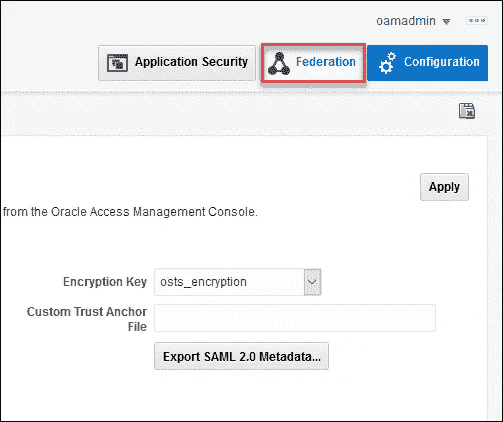 oamadmin
Application Security Federation Configuration
Apply
from the Oracle Access Management Console.
Encryption Key osts_encryption
Custom Trust Anchor
File
Export SAML 2.0 Metadata...